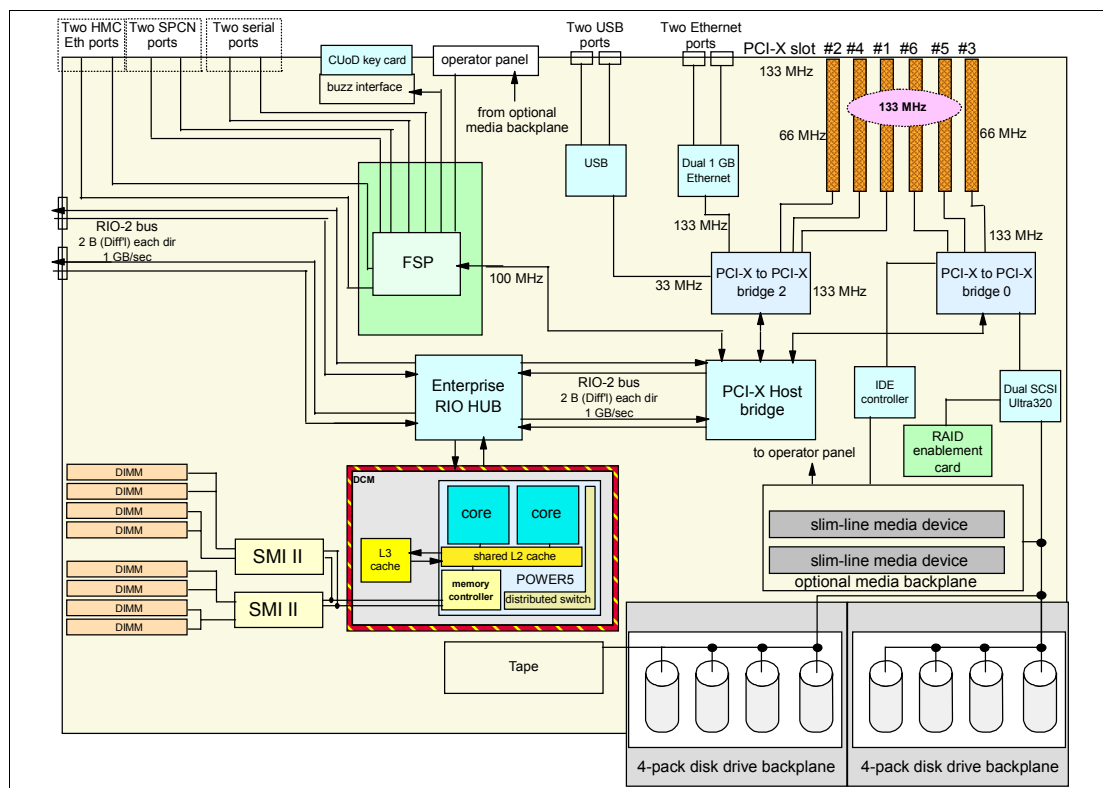 Two HMC
Eth ports
Two SPCN
ports
Two serial
ports
CUoD key card
buzz interface
operator panel
from optional
media backplane
Two USB
ports
Two Ethernet
ports
PCI-X slot #2 #4 #1 #6 #5 #3
133 MHz
133 MHz
66 MHz
66 MHz
USB
Dual 1 GB
Ethernet
133 MHz
133 MHz
RIO-2 bus
2 B (Diff'l) each dir
1 GB/sec
FSP
100 MHz
33 MHz
PCI-X to PCI-X
bridge 2
133 MHz
PCI-X to PCI-X
bridge 0
Enterprise
RIO HUB
RIO-2 bus
2 B (Diff'l) each dir
1 GB/sec
PCI-X Host
bridge
IDE
controller
Dual SCSI
Ultra320
RAID
enablement
card
to operator panel
DIMM
DIMM
DIMM
DIMM
DIMM
DIMM
DIMM
DIMM
SMI II
SMI II
DCM
core
core
L3
cache
shared L2 cache
POWER5
memory
controller
distributed switch
slim-line media device
slim-line media device
optional media backplane
Tape
4-pack disk drive backplane
4-pack disk drive backplane